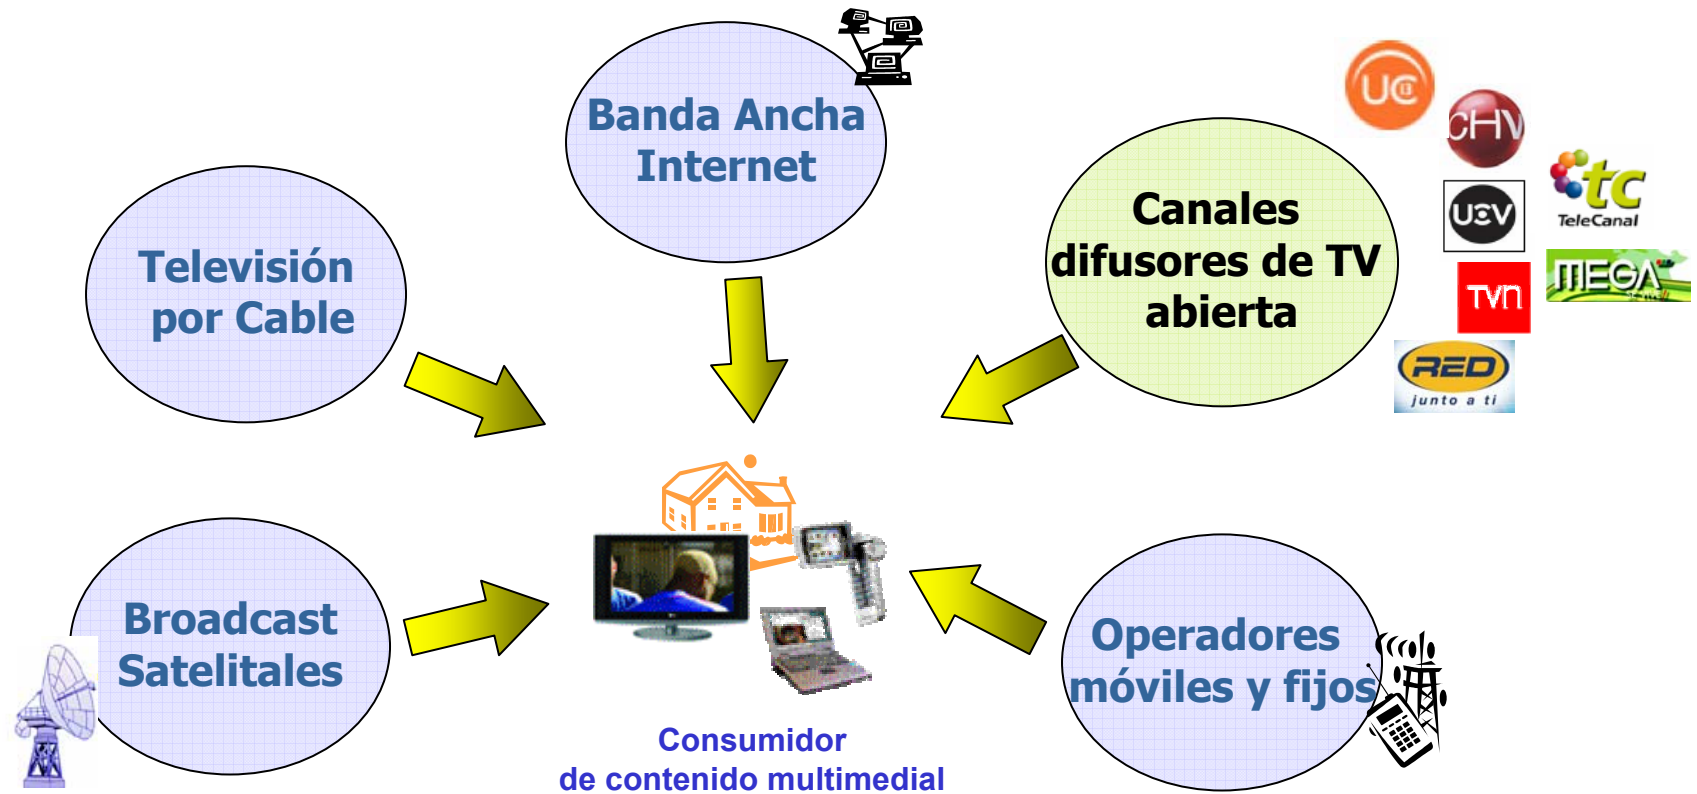 Banda Ancha
Internet
UC
13
CHV
Canales
difusores de TV
abierta
UCV
tc
TeleCanal
Televisión
por Cable
MEGA
TVN
RED
junto a ti
Broadcast
Satelitales
Operadores
móviles y fijos
Consumidor
de contenido multimedial